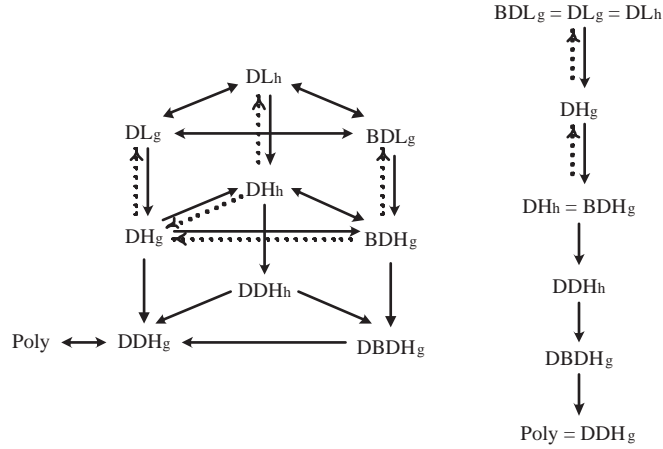 BDLg = DLg = DLh
DLh
DLg
BDLg
DHg
DHh
DHg
BDHg
DHh = BDHg
DDHh
DDHh
Poly
DDHg
DBDHg
DBDHg
Poly = DDHg